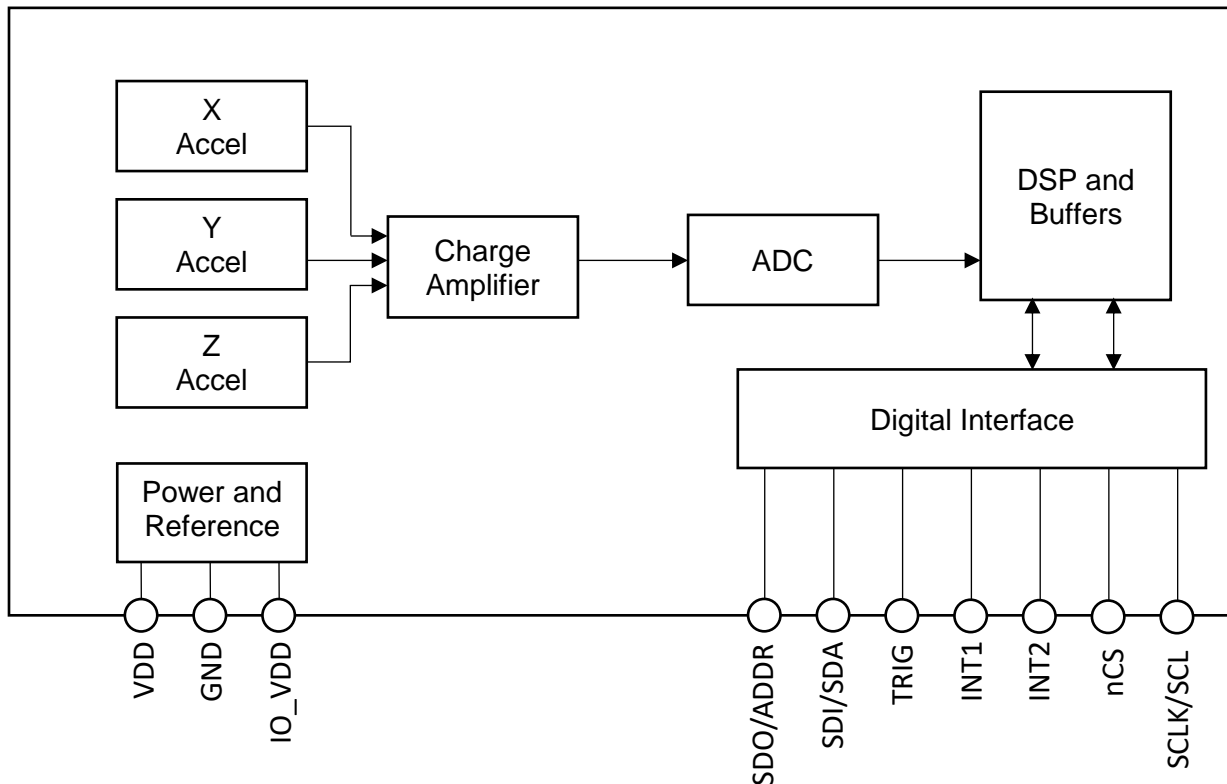 X
Accel
Y
Accel
Z
Accel
Charge
Amplifier
ADC
DSP and
Buffers
Digital Interface
Power and
Reference
VDD
GND
IO_VDD
SDO/ADDR
SDI/SDA
TRIG
INT1
INT2
nCS
SCLK/SCL